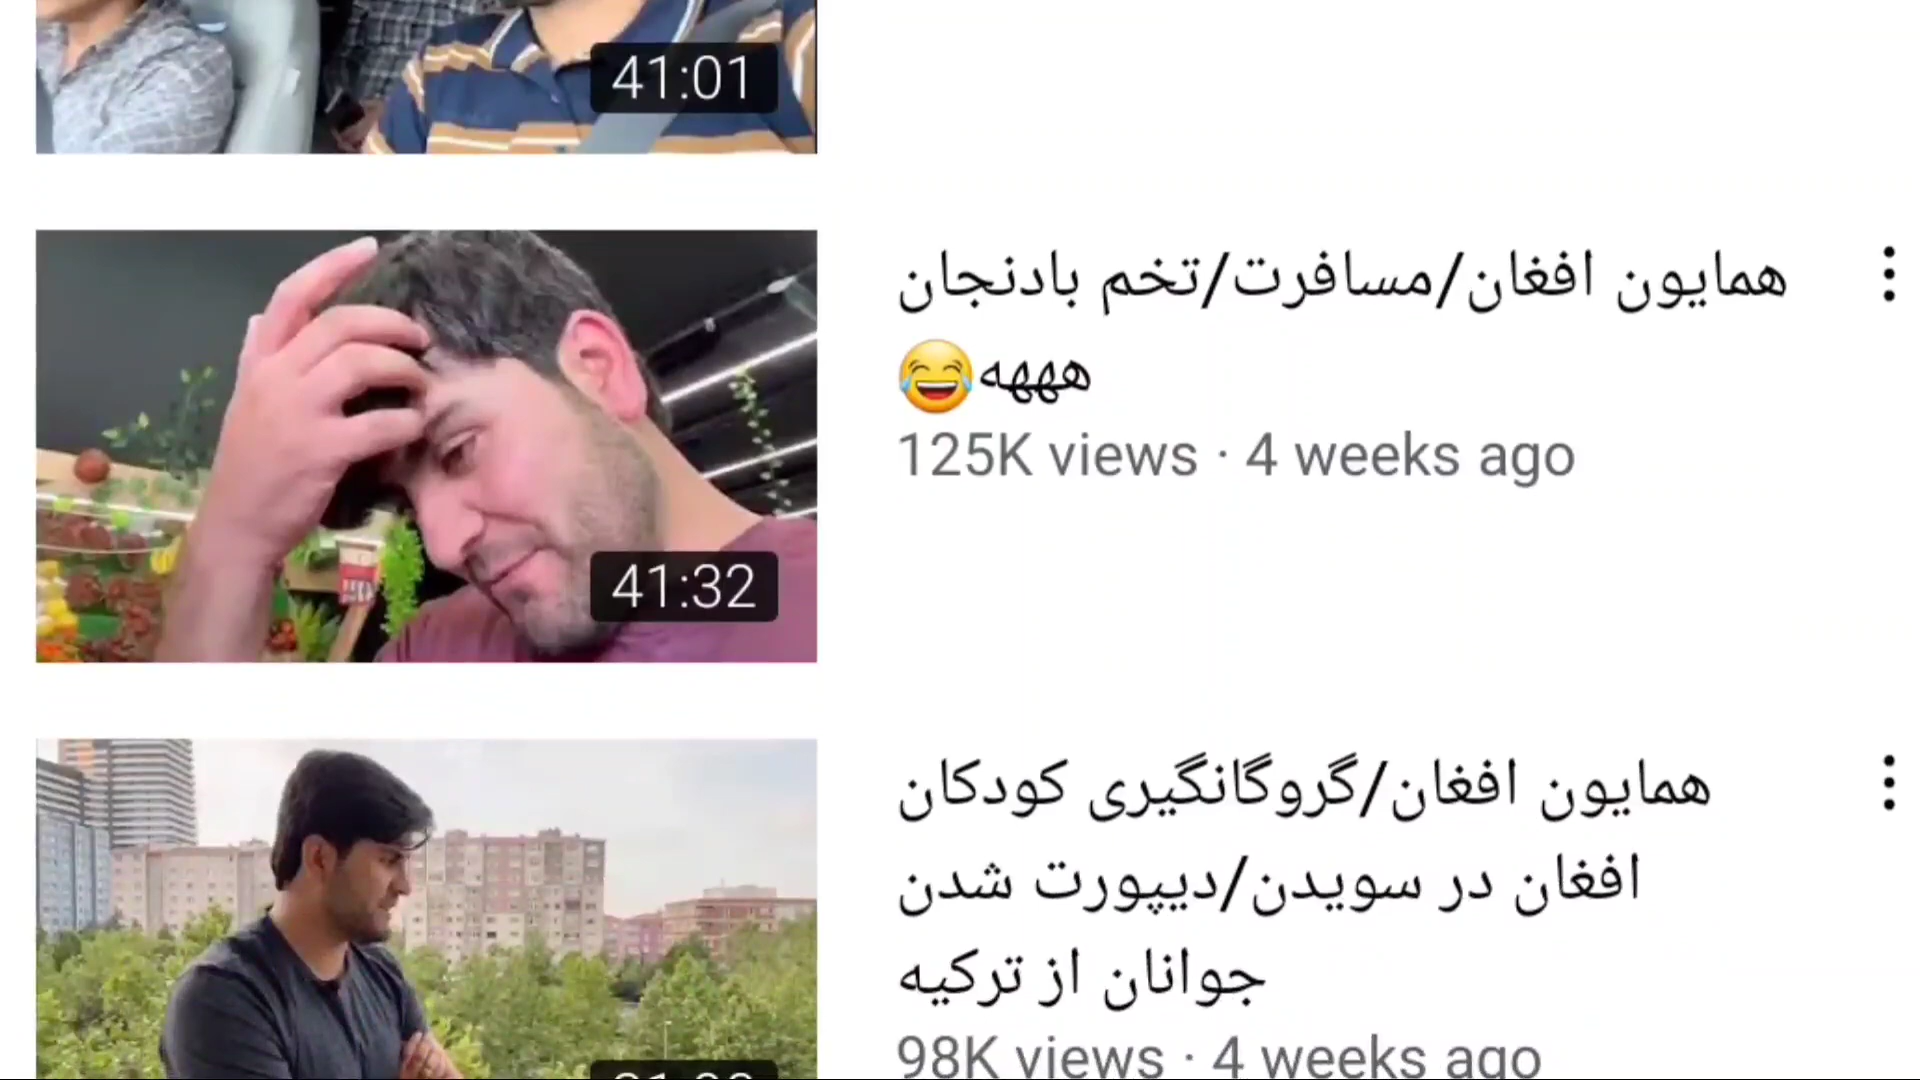 41:01
همایون افغان/مسافرت/تخم بادنجان
هههه😂
125K views · 4 weeks ago
41:32
همایون افغان/گروگانگیری کودکان
افغان در سویدن/دیپورت شدن
جوانان از ترکیه
98K views · 4 weeks ago